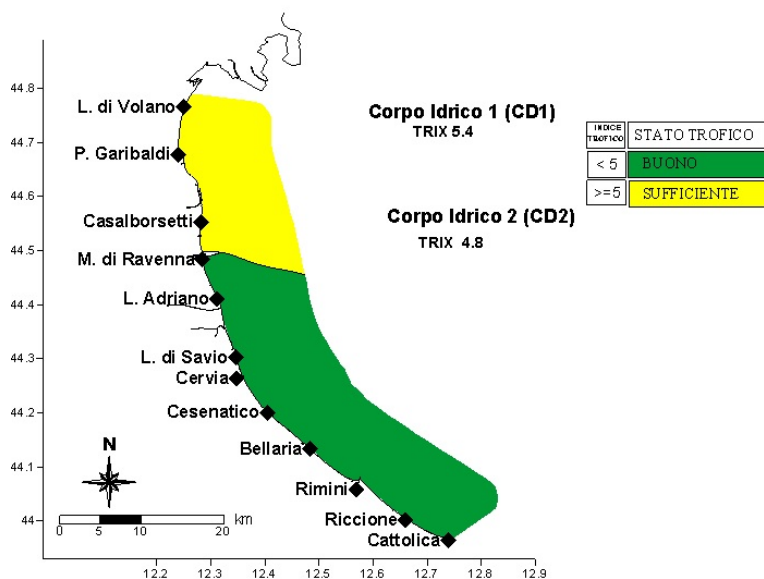 44.8
44.7
44.6
44.5
44.4
44.3
44.2
44.1
44
L. di Volano
P. Garibaldi
Casalborsetti
M. di Ravenna
L. Adriano
L. di Savio
Cervia
Cesenatico
Bellaria
Rimini
Riccione
Cattolica
Corpo Idrico 1 (CD1)
TRIX 5.4
Corpo Idrico 2 (CD2)
TRIX 4.8
INDICE TROFICO STATO TROFICO
< 5 BUONO
>=5 SUFFICIENTE
N
km
0 5 10 20
12.2 12.3 12.4 12.5 12.6 12.7 12.8 12.9